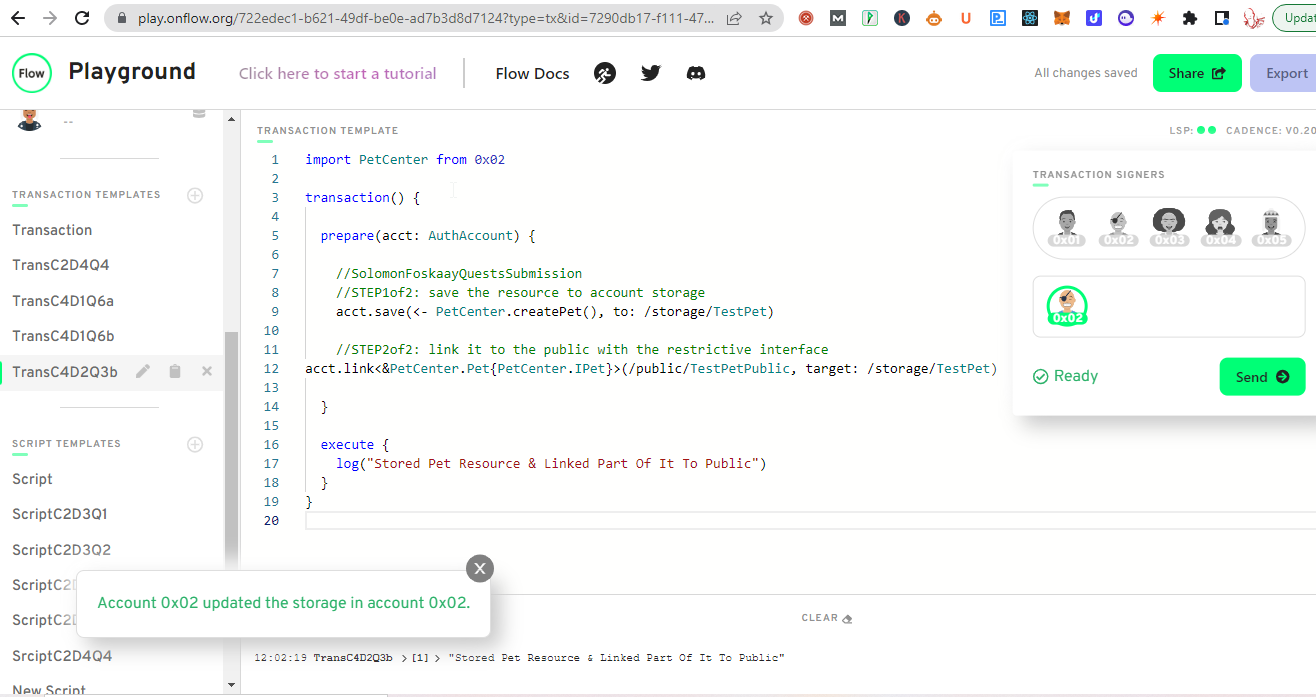 play.onflow.org/722edec1-b621-49df-be0e-ad7b3d8d7124?type=tx&id=7290db17-f111-47...
Updat
Flow
Playground
Click here to start a tutorial
Flow Docs
All changes saved
Share
Export
--
TRANSACTION TEMPLATES
Transaction
TransC2D4Q4
TransC4D1Q6a
TransC4D1Q6b
TransC4D2Q3b
SCRIPT TEMPLATES
Script
ScriptC2D3Q1
ScriptC2D3Q2
ScriptC2D
ScriptC2D
SrciptC2D4Q4
New Script
TRANSACTION TEMPLATE
LSP:
CADENCE: V0.20
1 import PetCenter from 0x02
2
3 transaction() {
4
5 prepare(acct: AuthAccount) {
6
7 //SolomonFoskaayQuestsSubmission
8 //STEP1of2: save the resource to account storage
9 acct.save(<- PetCenter.createPet(), to: /storage/TestPet)
10
11 //STEP2of2: link it to the public with the restrictive interface
12 acct.link<&PetCenter.Pet{PetCenter.IPet}>(/public/TestPetPublic, target: /storage/TestPet)
13
14 }
15
16 execute {
17 log("Stored Pet Resource & Linked Part Of It To Public")
18 }
19 }
20
TRANSACTION SIGNERS
0x01 0x02 0x03 0x04 0x05
0x02
Ready
Send
X
Account 0x02 updated the storage in account 0x02.
CLEAR
12:02:19 TransC4D2Q3b > [1] > "Stored Pet Resource & Linked Part Of It To Public"